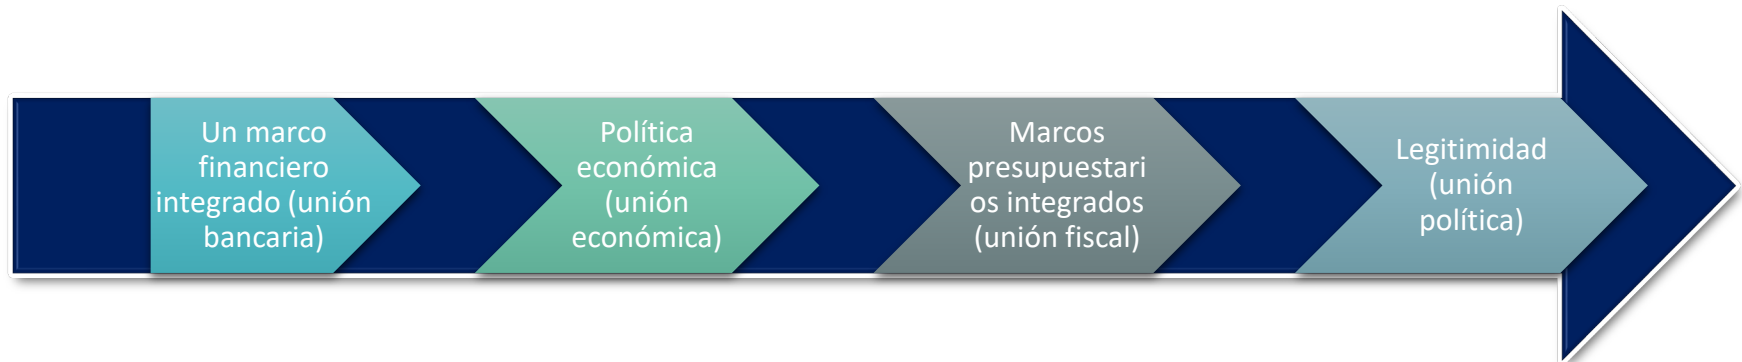 Un marco
financiero
integrado (unión
bancaria)
Política
económica
(unión
económica)
Marcos
presupuestari
os integrados
(unión fiscal)
Legitimidad
(unión
política)